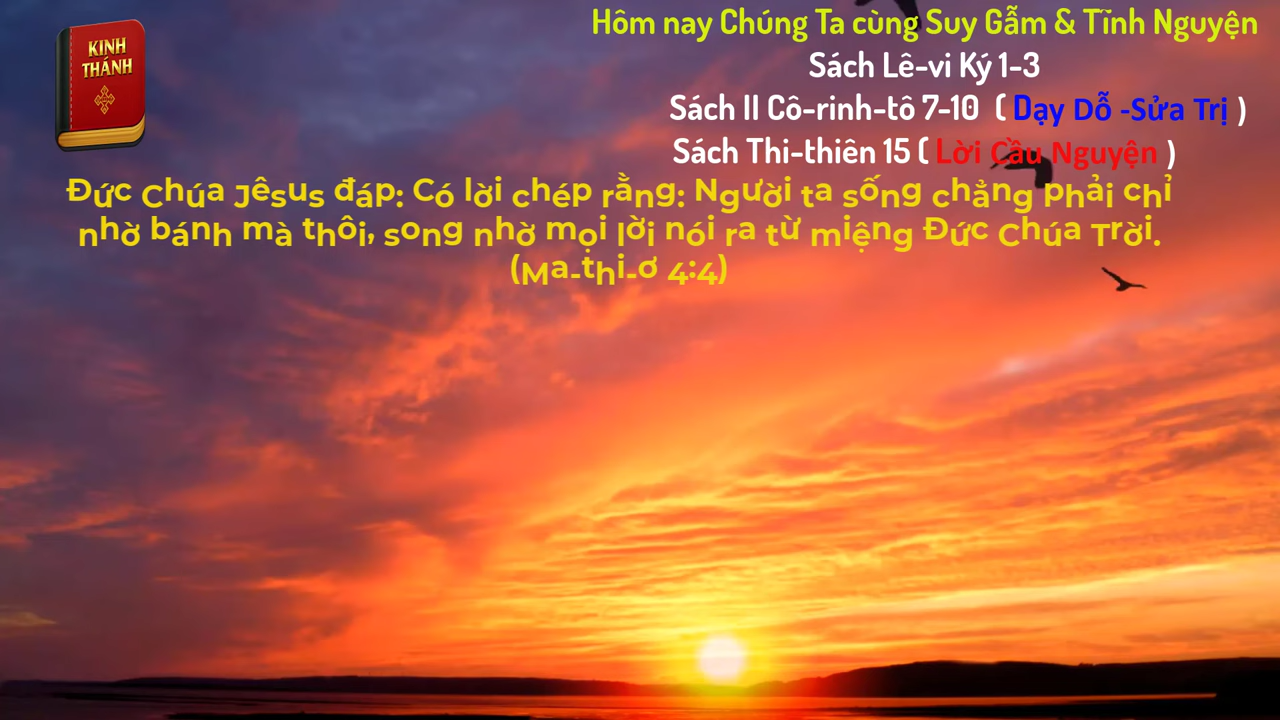 KINH
THÁNH
Hôm nay Chúng Ta cùng Suy Gẫm & Tĩnh Nguyện
Sách Lê-vi Ký 1-3
Sách II Cô-rinh-tô 7-10 ( Dạy Dỗ -Sửa Trị )
Sách Thi-thiên 15 ( Lời Cầu Nguyện )
Đức Chúa Jêsus đáp: Có lời chép rằng: Người ta sống chẳng phải chỉ
nhờ bánh mà thôi, song nhờ mọi lời nói ra từ miệng Đức Chúa Trời.
(Ma-thi-ơ 4:4)